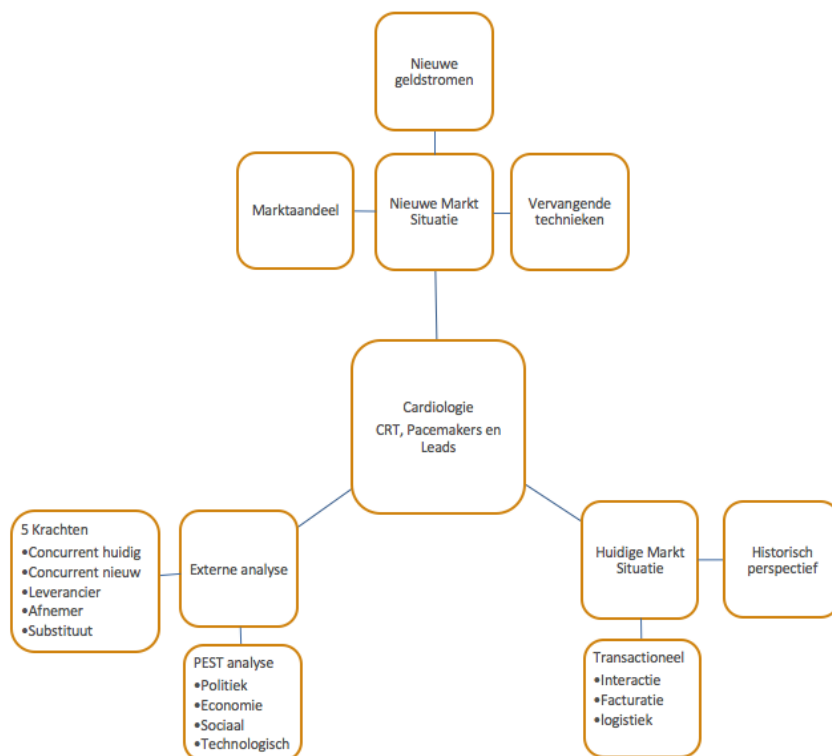 Nieuwe
geldstromen
Marktaandeel
Nieuwe Markt
Situatie
Vervangende
technieken
Cardiologie
CRT, Pacemakers en
Leads
5 Krachten
•Concurrent huidig
•Concurrent nieuw
•Leverancier
•Afnemer
•Substituut
Externe analyse
PEST analyse
•Politiek
•Economie
•Sociaal
•Technologisch
Huidige Markt
Situatie
Historisch
perspectief
Transactioneel
•Interactie
•Facturatie
•logistiek